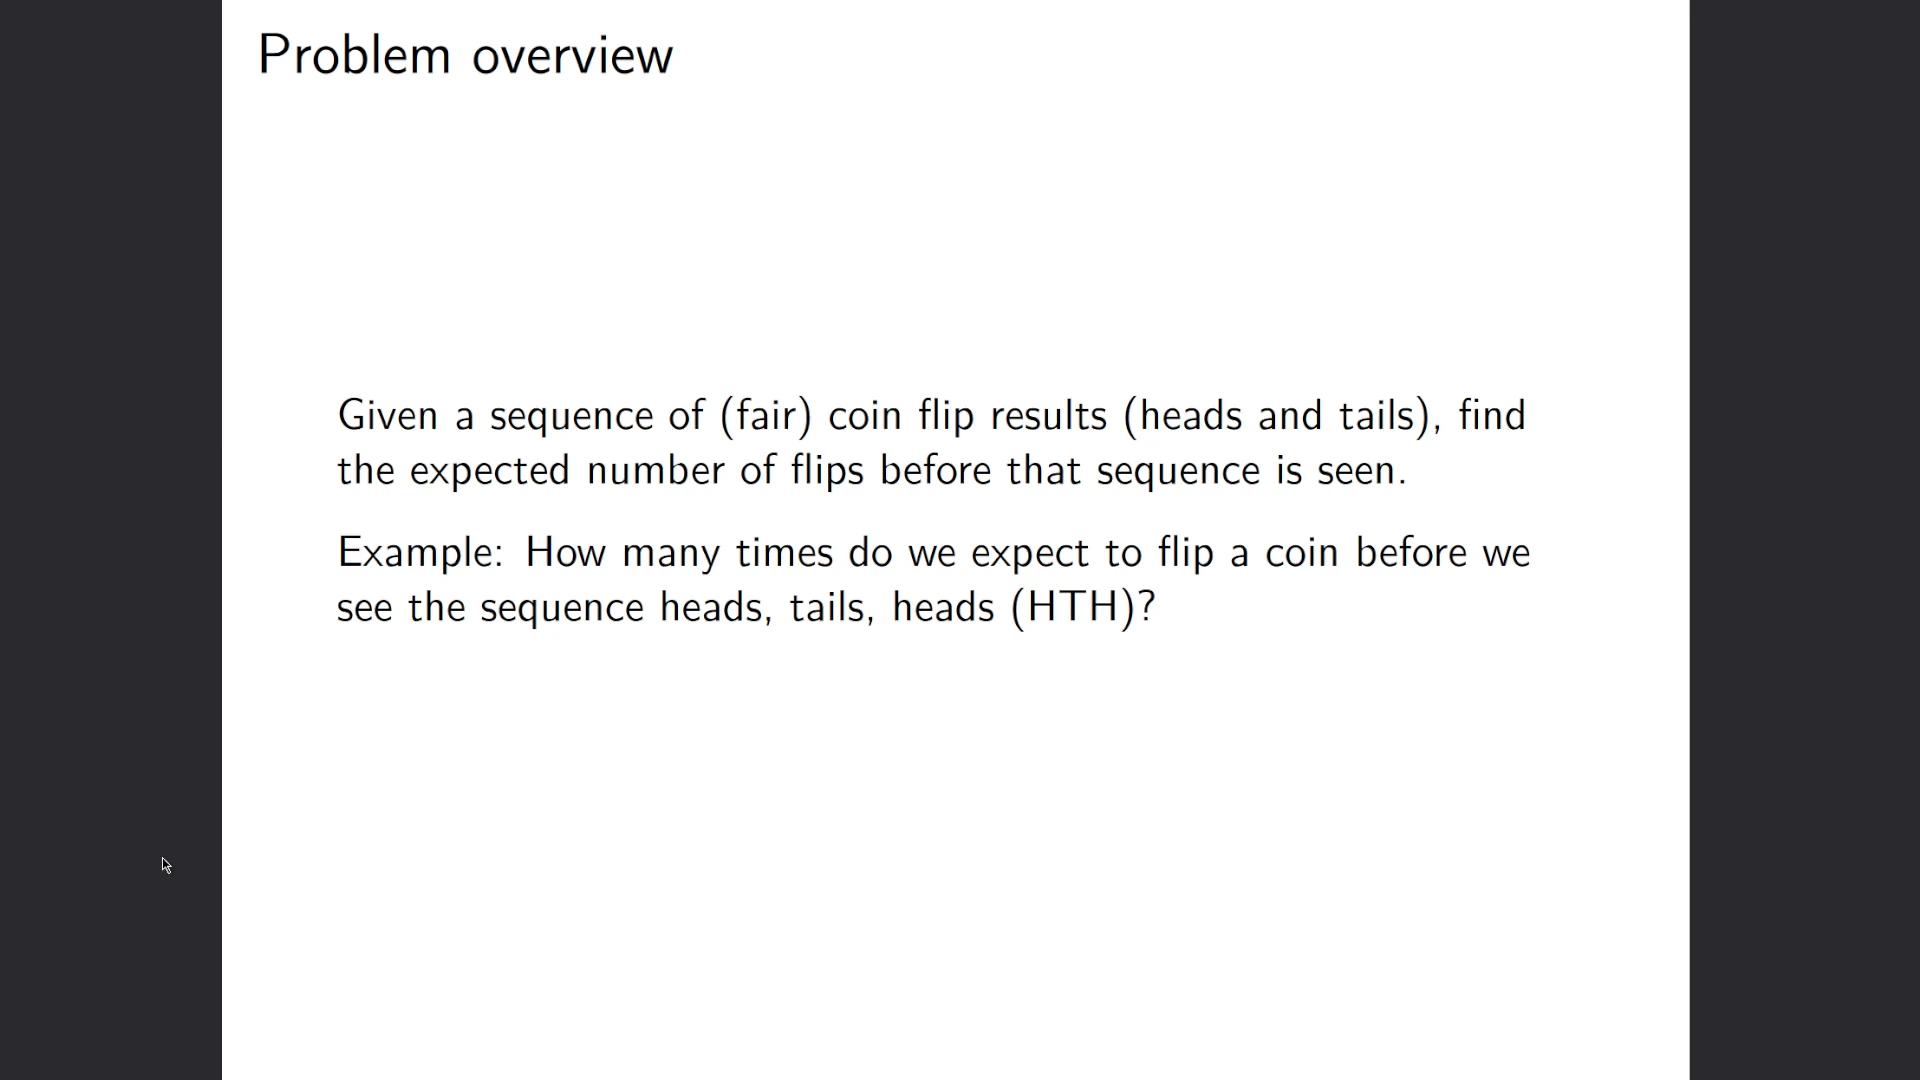 Problem overview
Given a sequence of (fair) coin flip results (heads and tails), find
the expected number of flips before that sequence is seen.
Example: How many times do we expect to flip a coin before we
see the sequence heads, tails, heads (HTH)?